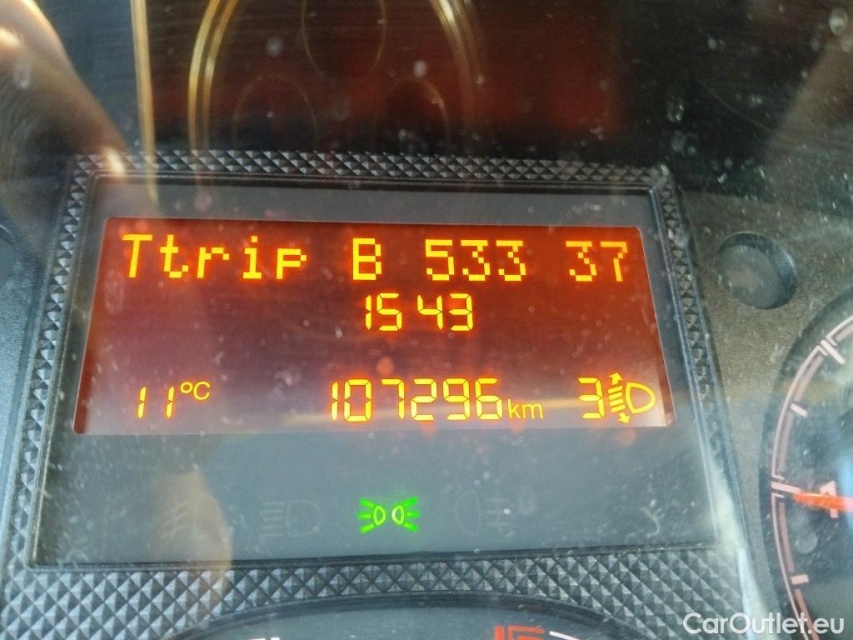 Ttrip B 533 37
15 43
11°C 107296km 3
CarOutlet.eu